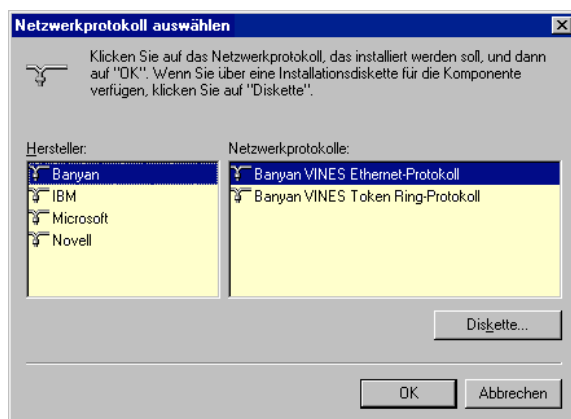 Netzwerkprotokoll auswählen
Klicken Sie auf das Netzwerkprotokoll, das installiert werden soll, und dann
auf "OK". Wenn Sie über eine Installationsdiskette für die Komponente
verfügen, klicken Sie auf "Diskette".
Hersteller:
Banyan
IBM
Microsoft
Novell
Netzwerkprotokolle:
Banyan VINES Ethernet-Protokoll
Banyan VINES Token Ring-Protokoll
Diskette...
OK
Abbrechen